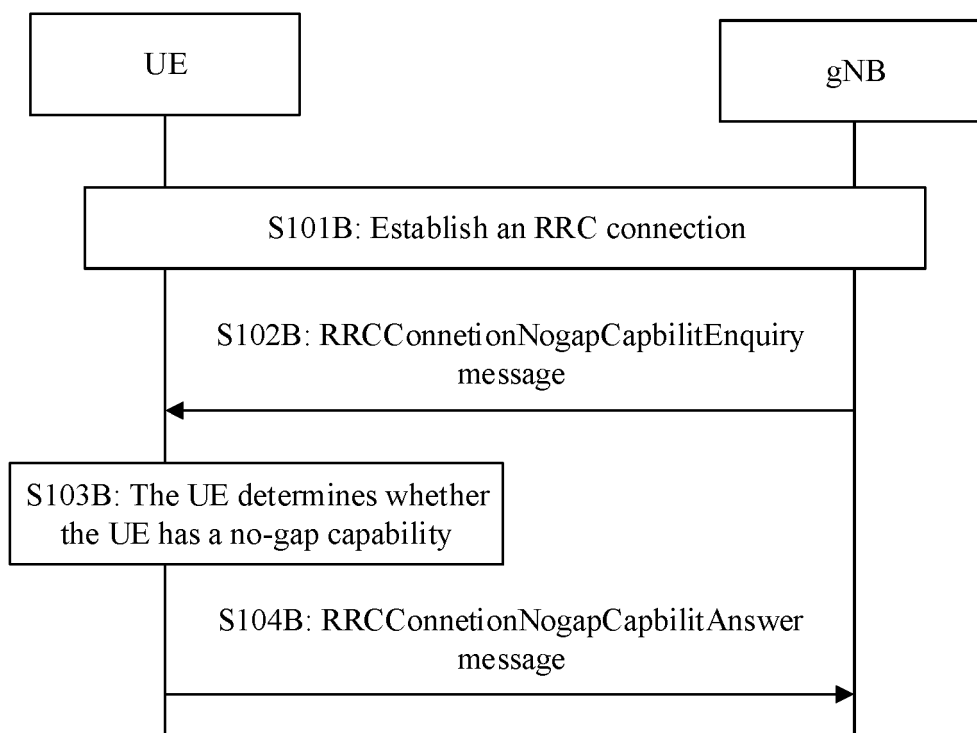 UE
gNB
S101B: Establish an RRC connection
S102B: RRCConnetionNogapCapbilitEnquiry
message
S103B: The UE determines whether
the UE has a no-gap capability
S104B: RRCConnetionNogapCapbilitAnswer
message